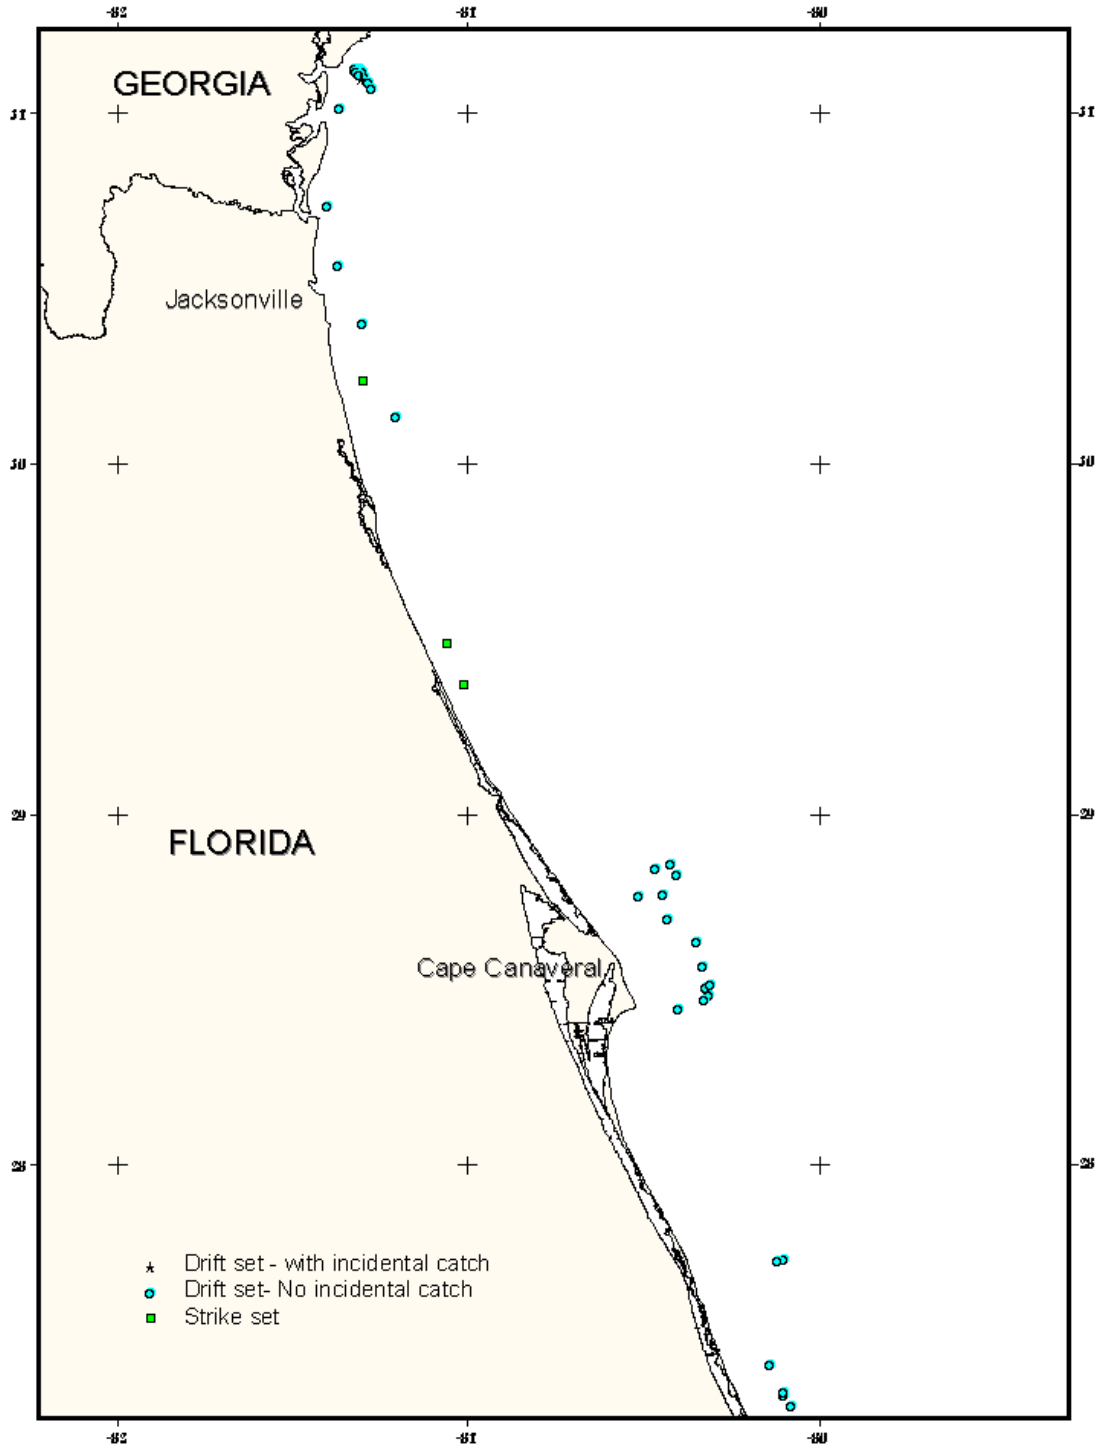 -82 -81 -80
GEORGIA
31 31
Jacksonville
30 30
29 29
FLORIDA
Cape Canaveral
28 28
Drift set - with incidental catch
Drift set- No incidental catch
Strike set
-82 -81 -80